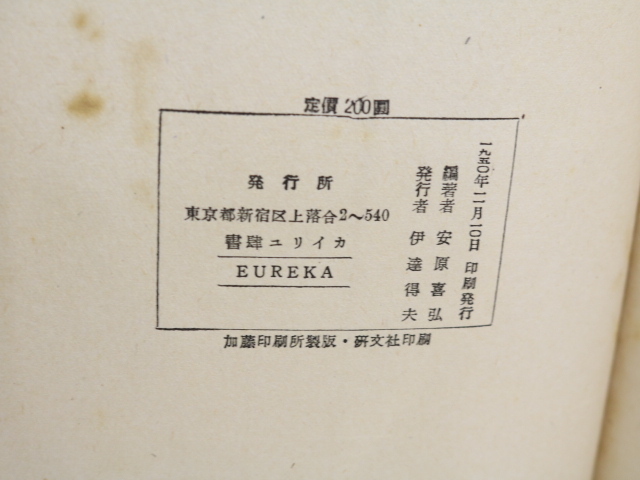 定價 200圓
一九五〇年一一月一〇日 印刷発行
編著者 安原喜弘
発行者 伊達得夫
発行所
東京都新宿区上落合2〜540
書肆ユリイカ
EUREKA
加藤印刷所製版・研文社印刷